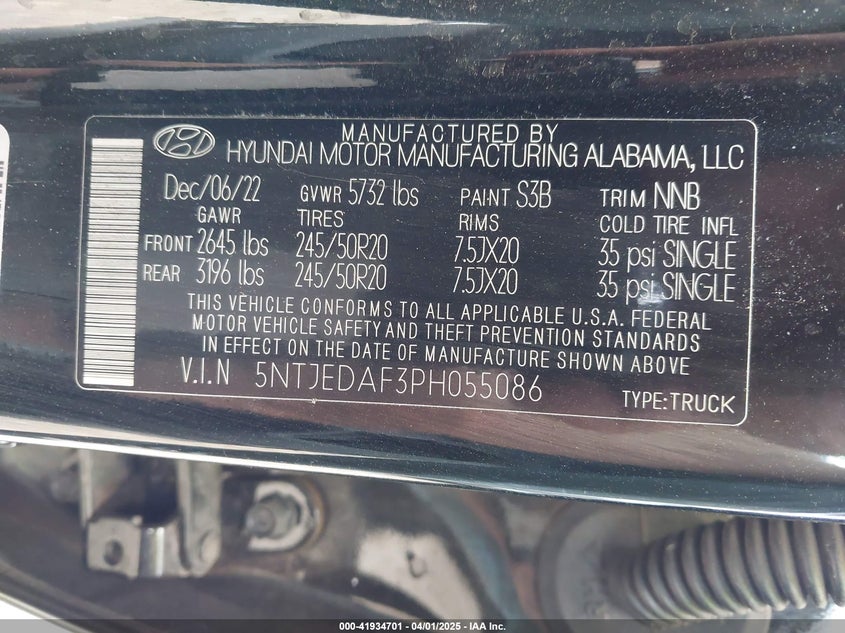 MANUFACTURED BY
HYUNDAI MOTOR MANUFACTURING ALABAMA, LLC
Dec/06/22 GVWR 5732 lbs PAINT S3B TRIM NNB
GAWR TIRES RIMS COLD TIRE INFL
FRONT 2645 lbs 245/50R20 7.5JX20 35 psi SINGLE
REAR 3196 lbs 245/50R20 7.5JX20 35 psi SINGLE
THIS VEHICLE CONFORMS TO ALL APPLICABLE U.S.A. FEDERAL
MOTOR VEHICLE SAFETY AND THEFT PREVENTION STANDARDS
IN EFFECT ON THE DATE OF MANUFACTURE SHOWN ABOVE
V.I.N 5NTJEDAF3PH055086
TYPE:TRUCK
000-41934701 - 04/01/2025 - IAA Inc.